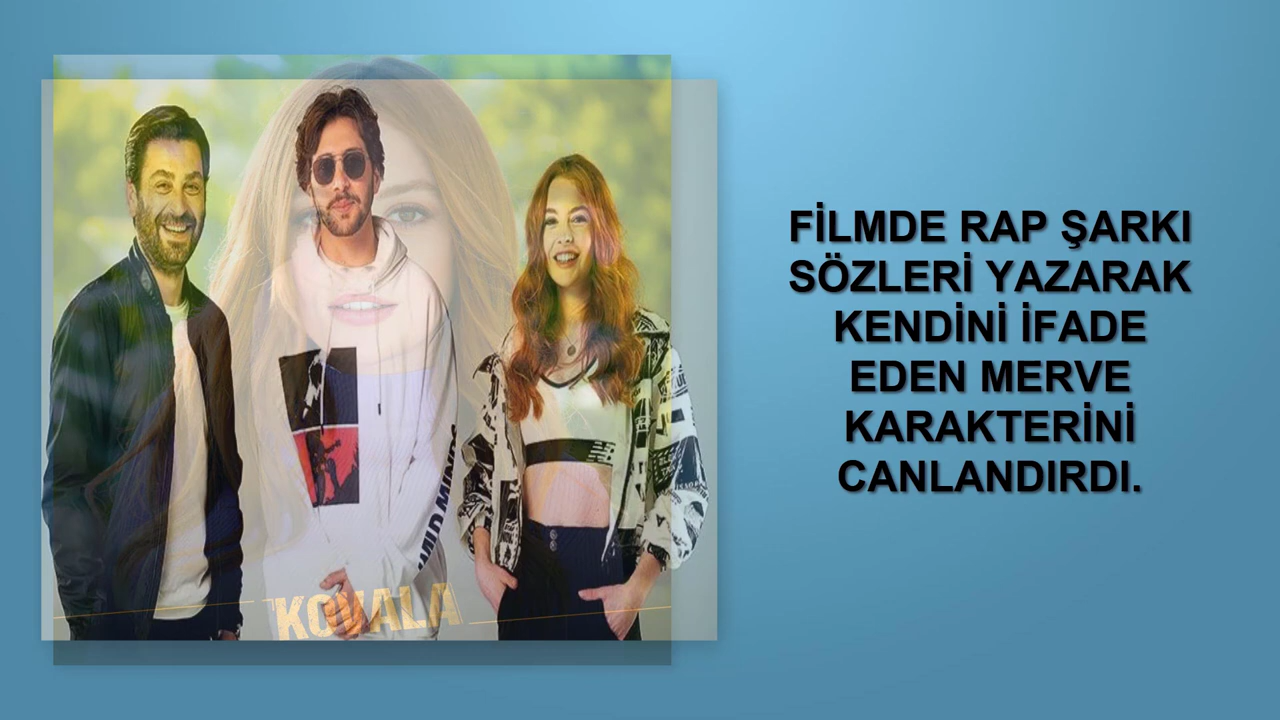 FİLMDE RAP ŞARKI
SÖZLERİ YAZARAK
KENDİNİ İFADE
EDEN MERVE
KARAKTERİNİ
CANLANDIRDI.
KOVALA